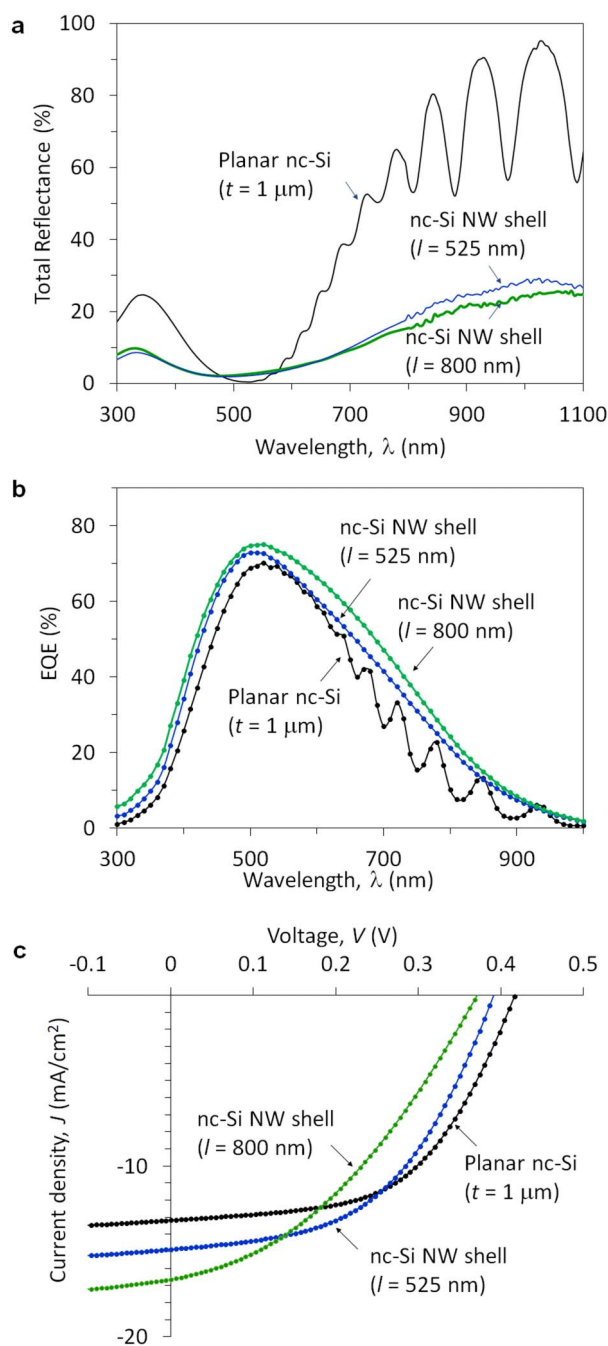 a
100
80
60
40
20
0
Total Reflectance (%)
Planar nc-Si
(t = 1 μm)
nc-Si NW shell
(l = 525 nm)
nc-Si NW shell
(l = 800 nm)
300
500
700
900
1100
Wavelength, λ (nm)
b
80
60
40
20
0
EQE (%)
nc-Si NW shell
(l = 525 nm)
nc-Si NW shell
(l = 800 nm)
Planar nc-Si
(t = 1 μm)
300
500
700
900
Wavelength, λ (nm)
c
Voltage, V (V)
-0.1
0
0.1
0.2
0.3
0.4
0.5
Current density, J (mA/cm²)
-10
-20
nc-Si NW shell
(l = 800 nm)
Planar nc-Si
(t = 1 μm)
nc-Si NW shell
(l = 525 nm)